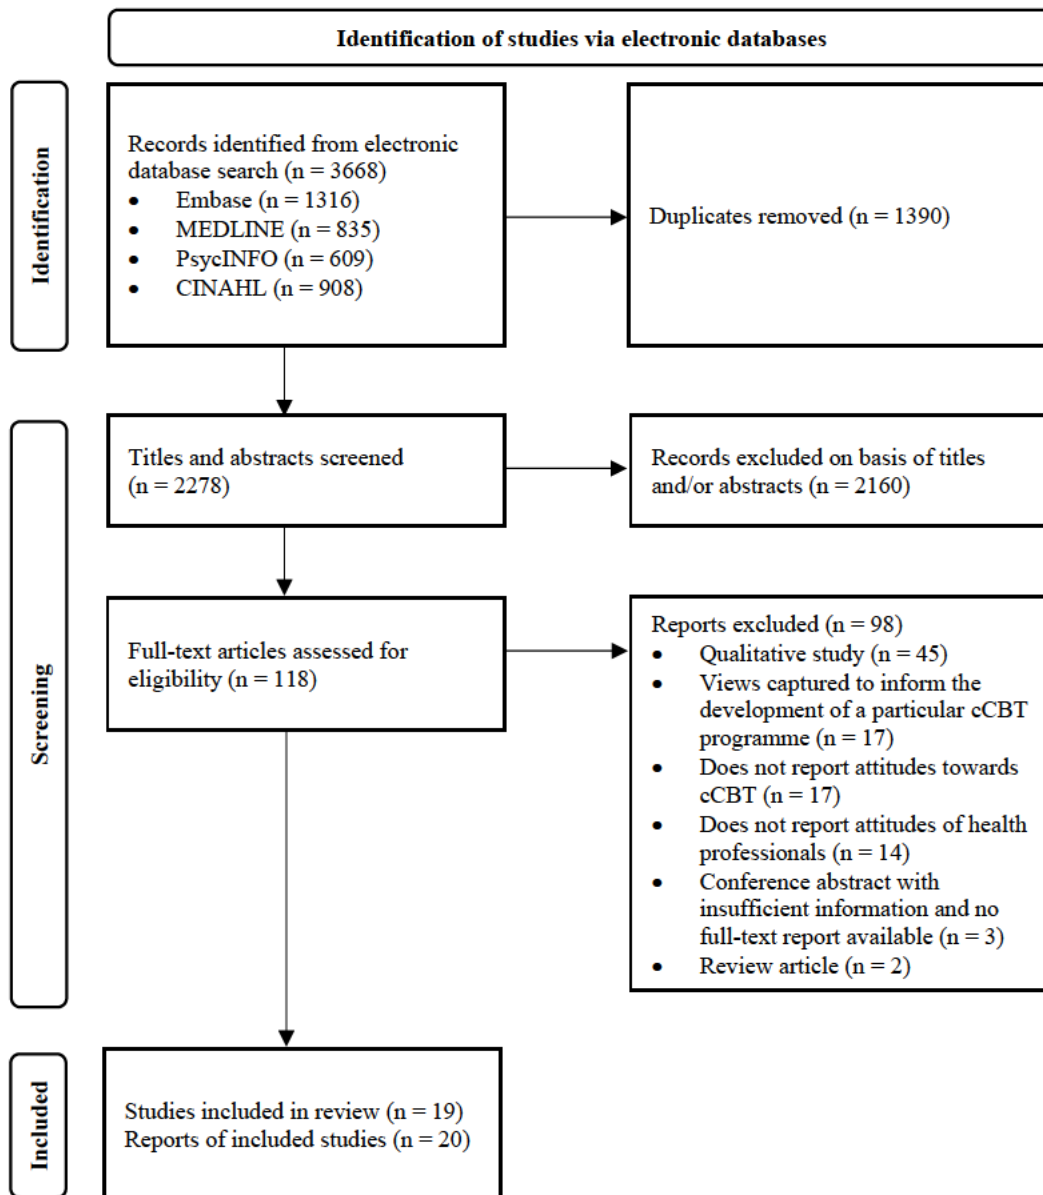 Identification of studies via electronic databases
Identification
Records identified from electronic
database search (n = 3668)
• Embase (n = 1316)
• MEDLINE (n = 835)
• PsycINFO (n = 609)
• CINAHL (n = 908)
Duplicates removed (n = 1390)
Screening
Titles and abstracts screened
(n = 2278)
Records excluded on basis of titles
and/or abstracts (n = 2160)
Full-text articles assessed for
eligibility (n = 118)
Reports excluded (n = 98)
• Qualitative study (n = 45)
• Views captured to inform the
development of a particular cCBT
programme (n = 17)
• Does not report attitudes towards
cCBT (n = 17)
• Does not report attitudes of health
professionals (n = 14)
• Conference abstract with
insufficient information and no
full-text report available (n = 3)
• Review article (n = 2)
Included
Studies included in review (n = 19)
Reports of included studies (n = 20)